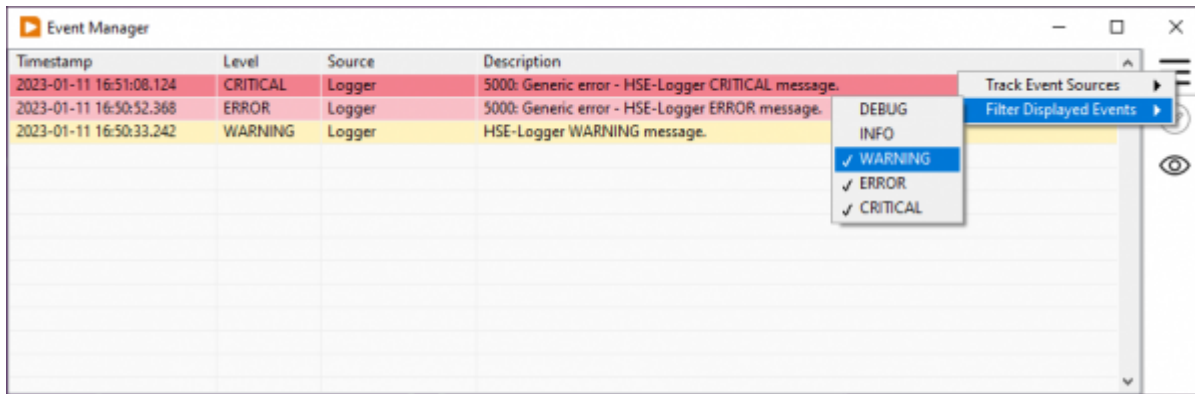 Event Manager
Timestamp Level Source Description
2023-01-11 16:51:08.124 CRITICAL Logger 5000: Generic error - HSE-Logger CRITICAL message.
2023-01-11 16:50:52.368 ERROR Logger 5000: Generic error - HSE-Logger ERROR message.
2023-01-11 16:50:33.242 WARNING Logger HSE-Logger WARNING message.
Track Event Sources
Filter Displayed Events
DEBUG
INFO
✓ WARNING
✓ ERROR
✓ CRITICAL